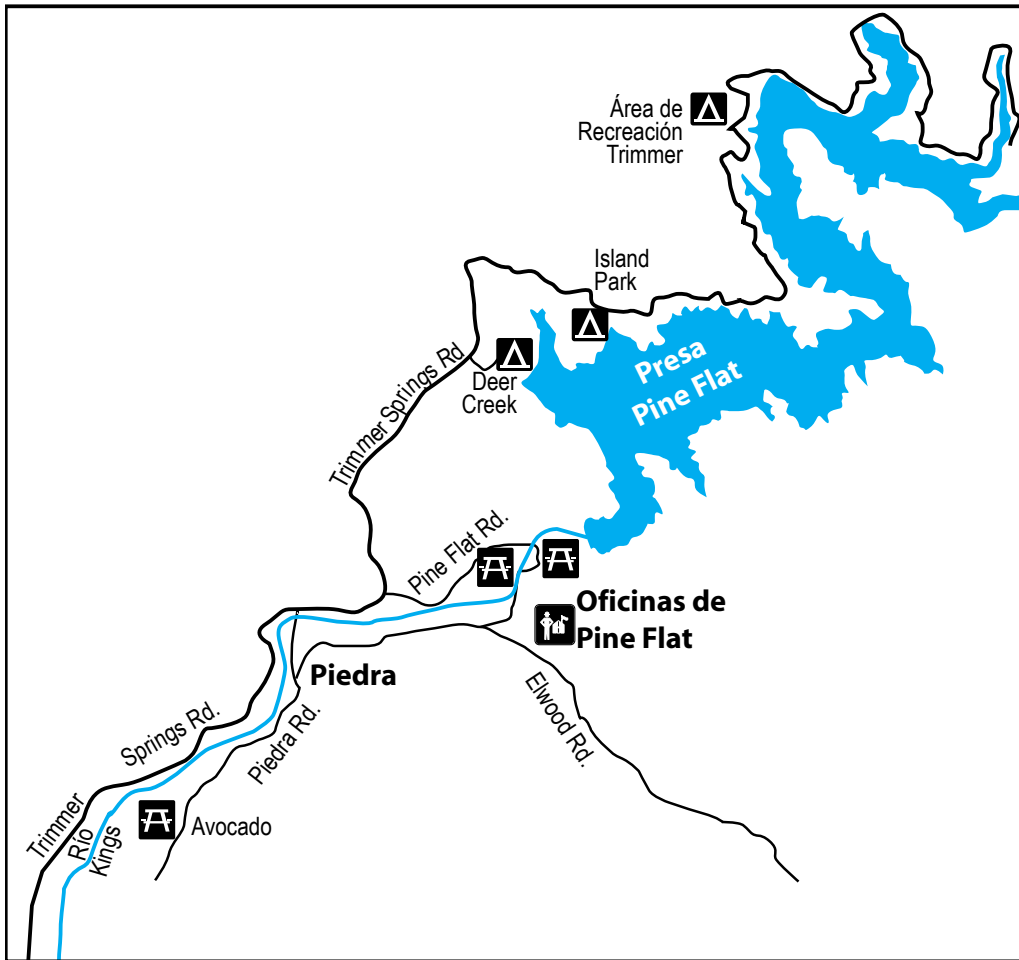 Área de
Recreación
Trimmer
Island
Park
Presa
Pine Flat
Deer
Creek
Trimmer Springs Rd.
Pine Flat Rd.
Oficinas de
Pine Flat
Piedra
Elwood Rd.
Piedra Rd.
Springs Rd.
Trimmer
Río
Kings
Avocado